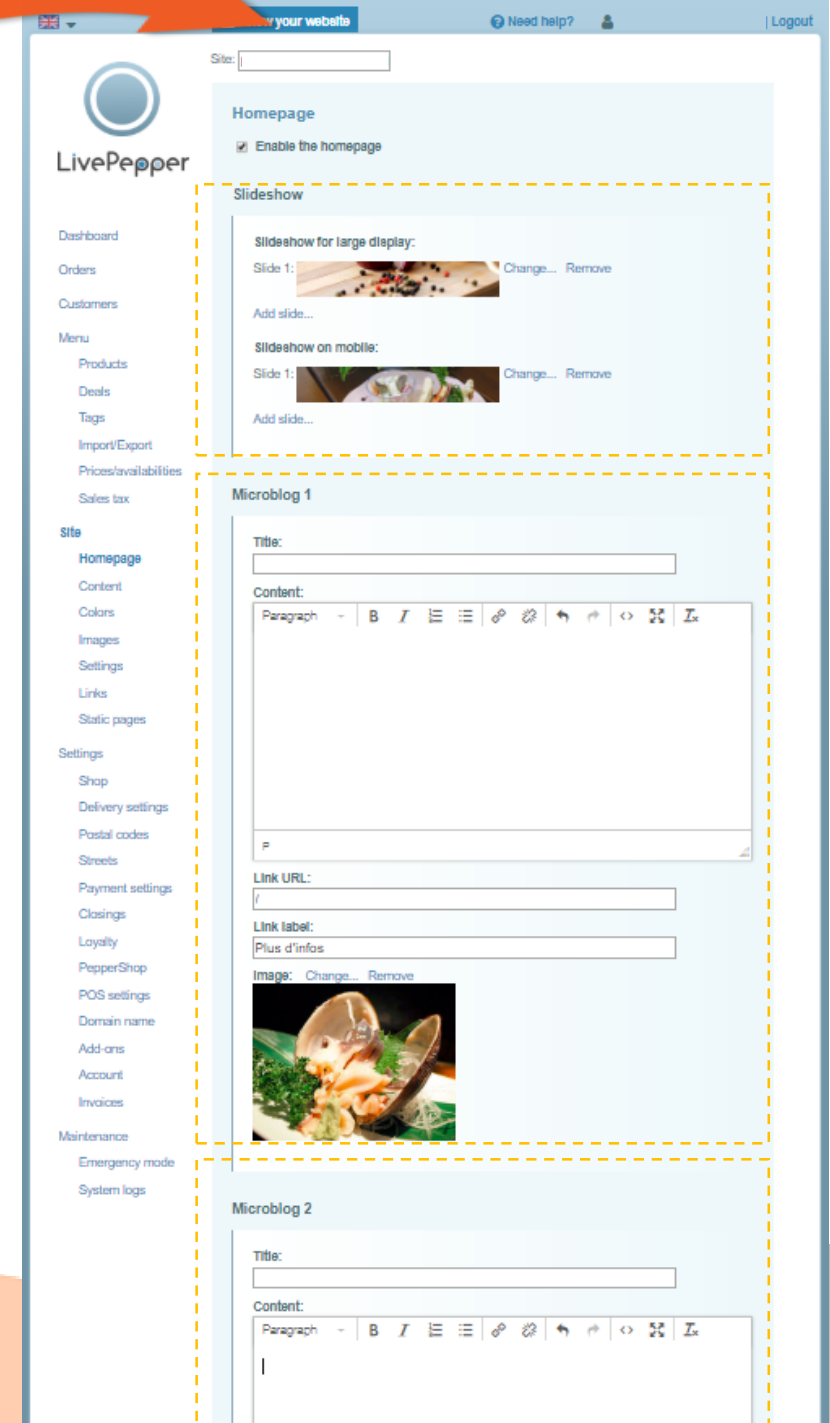 your website
Need help?
| Logout
Site:
LivePepper
Dashboard
Orders
Customers
Menu
Products
Deals
Tags
Import/Export
Prices/availabilities
Sales tax
Site
Homepage
Content
Colors
Images
Settings
Links
Static pages
Settings
Shop
Delivery settings
Postal codes
Streets
Payment settings
Closings
Loyalty
PepperShop
POS settings
Domain name
Add-ons
Account
Invoices
Maintenance
Emergency mode
System logs
Homepage
Enable the homepage
Slideshow
Slideshow for large display:
Slide 1: Change... Remove
Add slide...
Slideshow on mobile:
Slide 1: Change... Remove
Add slide...
Microblog 1
Title:
Content:
Paragraph B I
P
Link URL:
/
Link label:
Plus d'infos
Image: Change... Remove
Microblog 2
Title:
Content:
Paragraph B I